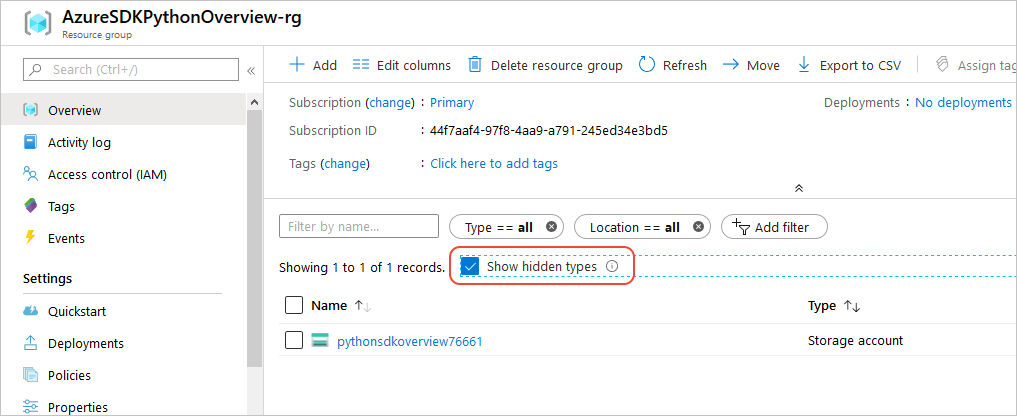 AzureSDKPythonOverview-rg
Resource group
Search (Ctrl+/)
«
Overview
Activity log
Access control (IAM)
Tags
Events
Settings
Quickstart
Deployments
Policies
Properties
Add
Edit columns
Delete resource group
Refresh
Move
Export to CSV
Assign tag
Subscription (change) : Primary
Deployments : No deployments
Subscription ID : 44f7aaf4-97f8-4aa9-a791-245ed34e3bd5
Tags (change) : Click here to add tags
Filter by name...
Type == all
Location == all
Add filter
Showing 1 to 1 of 1 records.
Show hidden types
Name
Type
pythonsdkoverview76661
Storage account